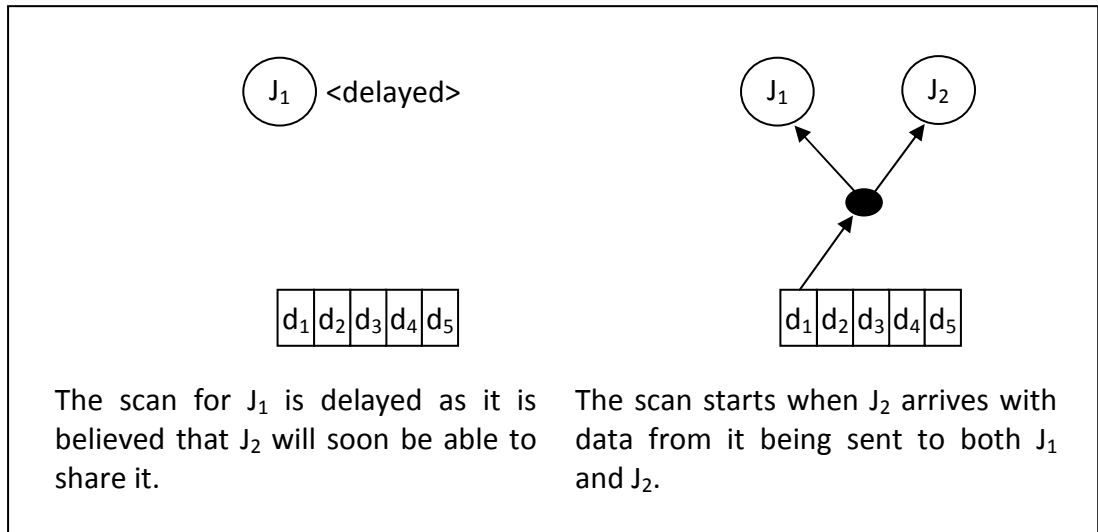 J₁ <delayed>
d₁ d₂ d₃ d₄ d₅
The scan for J₁ is delayed as it is
believed that J₂ will soon be able to
share it.
J₁ J₂
d₁ d₂ d₃ d₄ d₅
The scan starts when J₂ arrives with
data from it being sent to both J₁
and J₂.